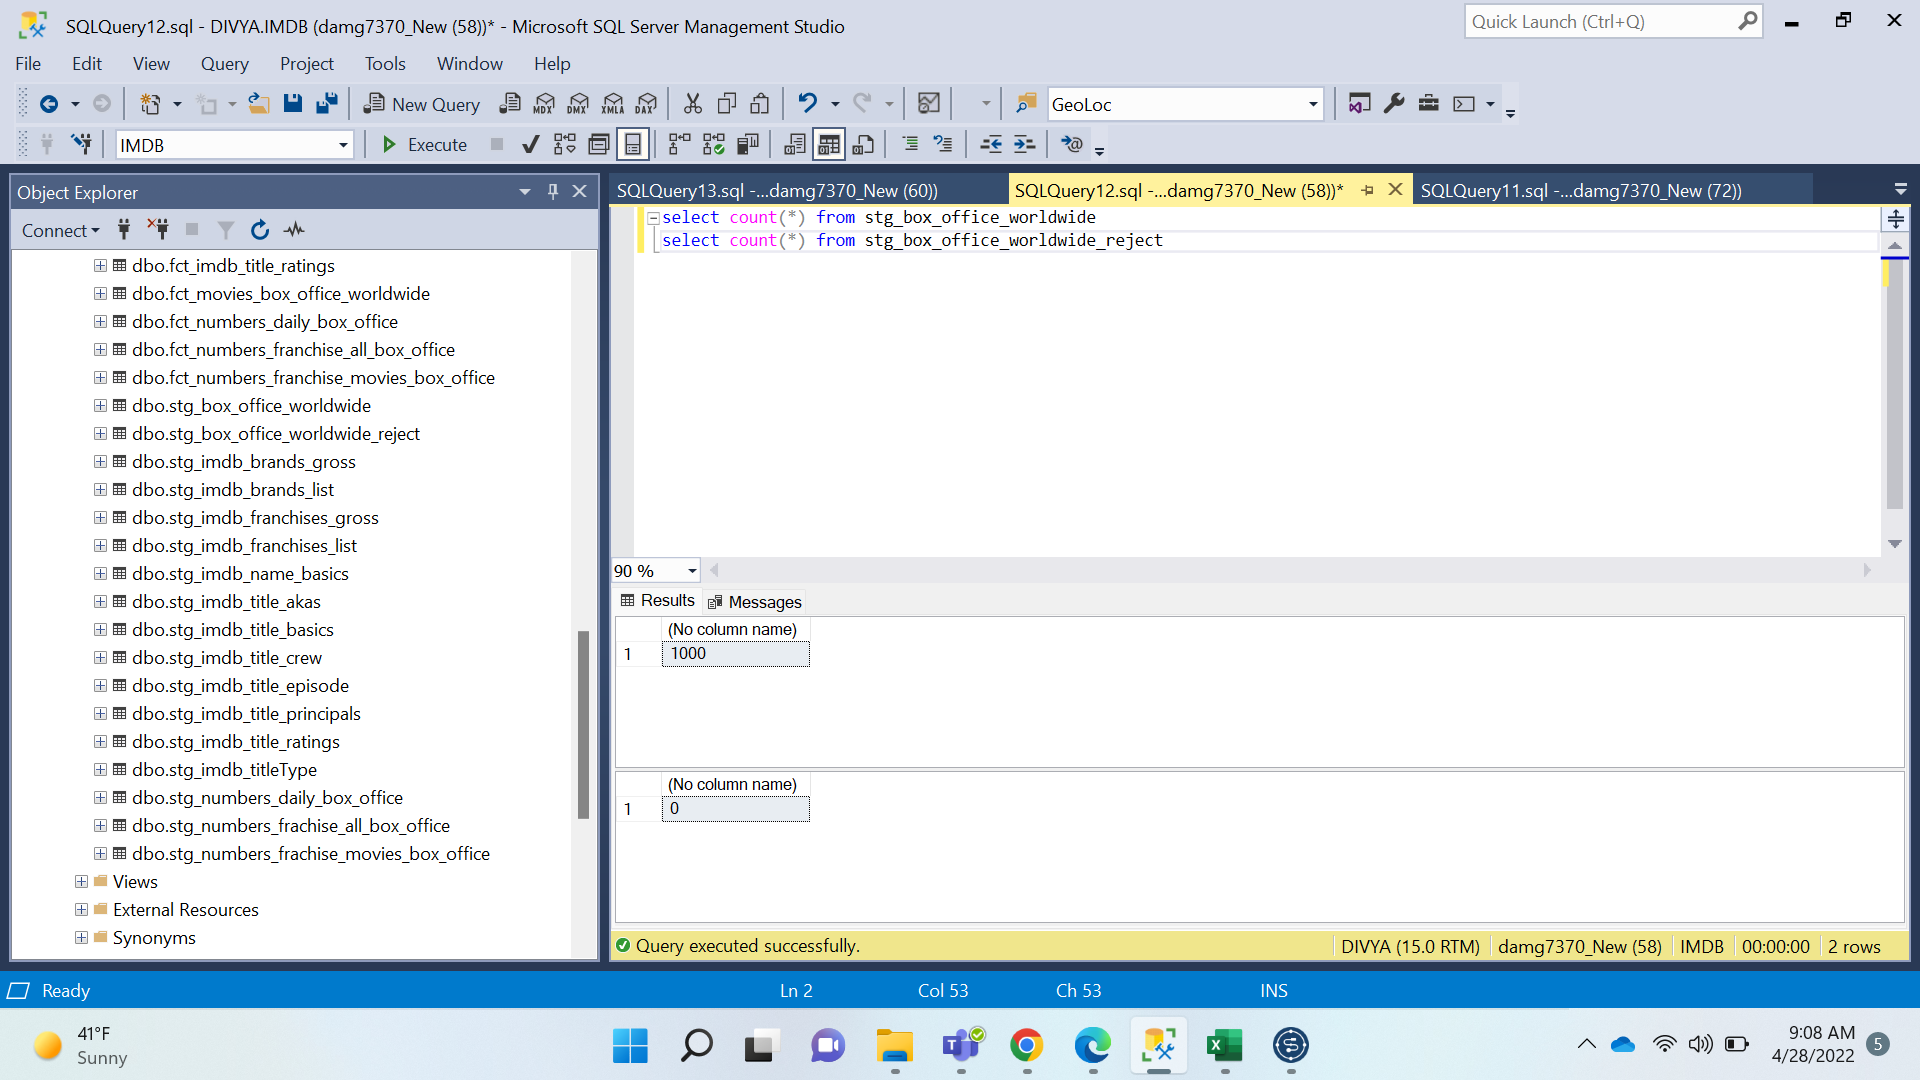 SQLQuery12.sql - DIVYA.IMDB (damg7370_New (58))* - Microsoft SQL Server Management Studio
Quick Launch (Ctrl+Q)
File Edit View Query Project Tools Window Help
New Query MDX DMX XMLA DAX GeoLoc
IMDB Execute
Object Explorer
Connect
dbo.fct_imdb_title_ratings
dbo.fct_movies_box_office_worldwide
dbo.fct_numbers_daily_box_office
dbo.fct_numbers_franchise_all_box_office
dbo.fct_numbers_franchise_movies_box_office
dbo.stg_box_office_worldwide
dbo.stg_box_office_worldwide_reject
dbo.stg_imdb_brands_gross
dbo.stg_imdb_brands_list
dbo.stg_imdb_franchises_gross
dbo.stg_imdb_franchises_list
dbo.stg_imdb_name_basics
dbo.stg_imdb_title_akas
dbo.stg_imdb_title_basics
dbo.stg_imdb_title_crew
dbo.stg_imdb_title_episode
dbo.stg_imdb_title_principals
dbo.stg_imdb_title_ratings
dbo.stg_imdb_titleType
dbo.stg_numbers_daily_box_office
dbo.stg_numbers_frachise_all_box_office
dbo.stg_numbers_frachise_movies_box_office
Views
External Resources
Synonyms
SQLQuery13.sql -...damg7370_New (60)) SQLQuery12.sql -...damg7370_New (58))* SQLQuery11.sql -...damg7370_New (72))
select count(*) from stg_box_office_worldwide
select count(*) from stg_box_office_worldwide_reject
90 %
Results Messages
(No column name)
1 1000
(No column name)
1 0
Query executed successfully. DIVYA (15.0 RTM) damg7370_New (58) IMDB 00:00:00 2 rows
Ready Ln 2 Col 53 Ch 53 INS
41°F
Sunny
9:08 AM
4/28/2022
5